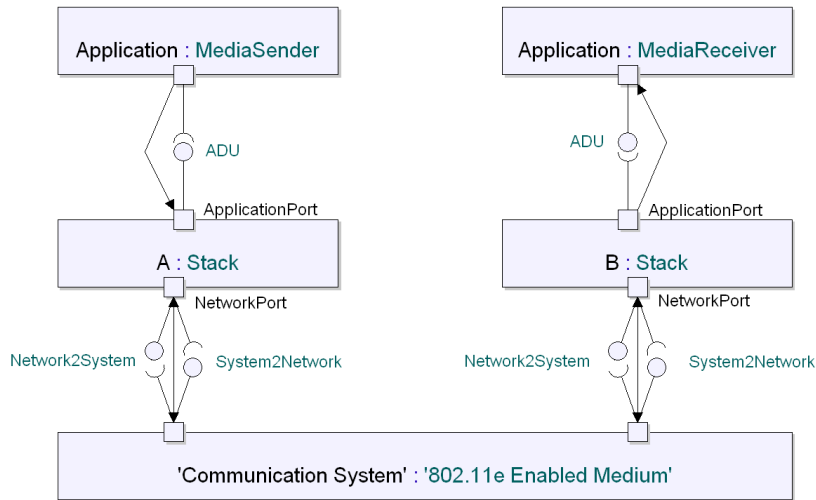 Application : MediaSender
Application : MediaReceiver
ADU
ADU
ApplicationPort
ApplicationPort
A : Stack
B : Stack
NetworkPort
NetworkPort
Network2System
System2Network
Network2System
System2Network
'Communication System' : '802.11e Enabled Medium'